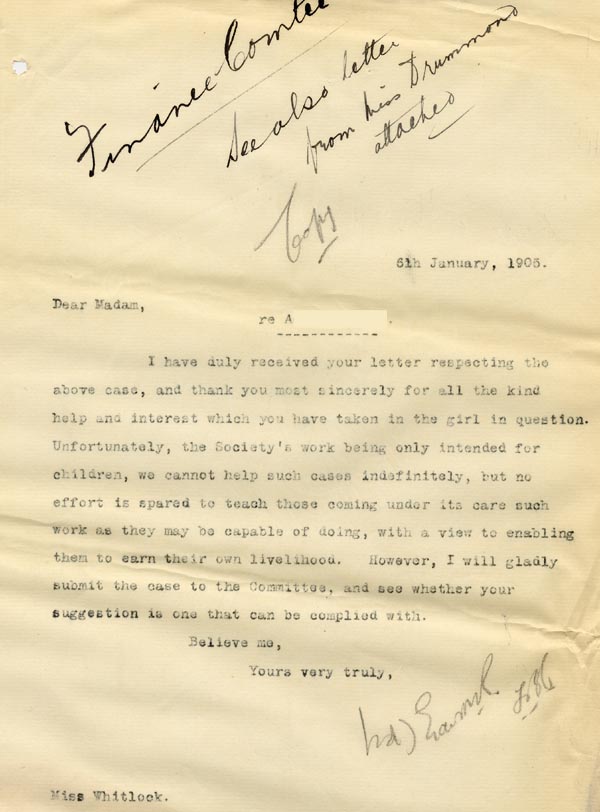 Finance Comtee
See also letter
from Miss Drummond
attached
Copy
6th January, 1905.
Dear Madam,
re A .
I have duly received your letter respecting the
above case, and thank you most sincerely for all the kind
help and interest which you have taken in the girl in question.
Unfortunately, the Society's work being only intended for
children, we cannot help such cases indefinitely, but no
effort is spared to teach those coming under its care such
work as they may be capable of doing, with a view to enabling
them to earn their own livelihood. However, I will gladly
submit the case to the Committee, and see whether your
suggestion is one that can be complied with.
Believe me,
Yours very truly,
Miss Whitlock.